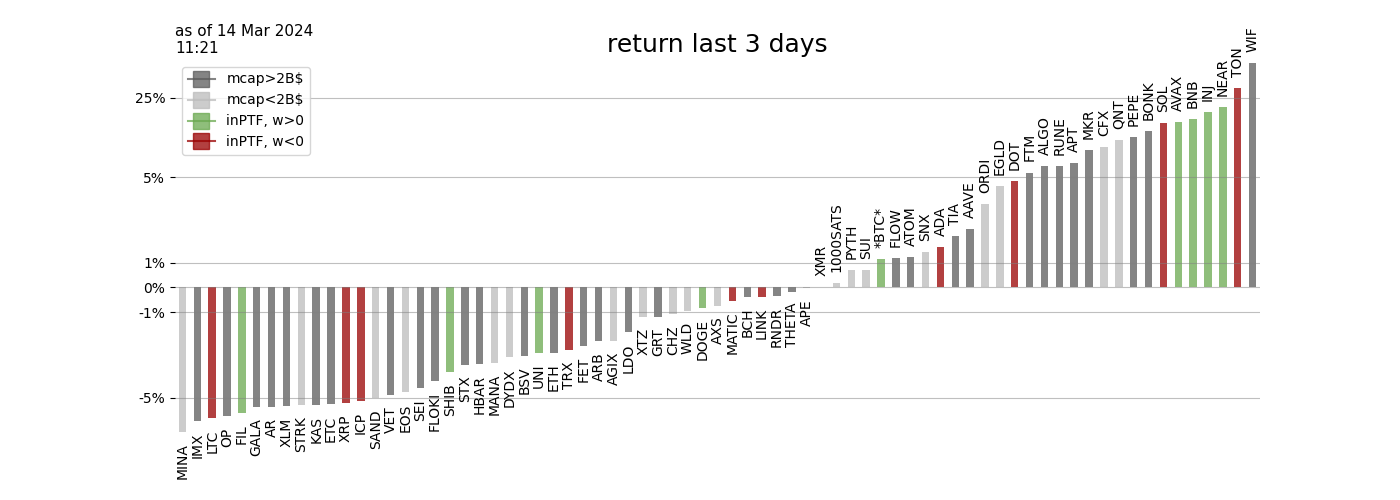 as of 14 Mar 2024
11:21
return last 3 days
mcap>2B$
mcap<2B$
inPTF, w>0
inPTF, w<0
25%
5%
1%
0%
-1%
-5%
MINA
IMX
LTC
OP
FIL
GALA
AR
XLM
STRK
KAS
ETC
XRP
ICP
SAND
VET
EOS
SEI
FLOKI
SHIB
STX
HBAR
MANA
DYDX
BSV
UNI
ETH
TRX
FET
ARB
AGIX
LDO
XTZ
GRT
CHZ
WLD
DOGE
AXS
MATIC
BCH
LINK
RNDR
THETA
APE
XMR
1000SATS
PYTH
SUI
*BTC*
FLOW
ATOM
SNX
ADA
TIA
AAVE
ORDI
EGLD
DOT
FTM
ALGO
RUNE
APT
MKR
CFX
QNT
PEPE
BONK
SOL
AVAX
BNB
INJ
NEAR
TON
WIF